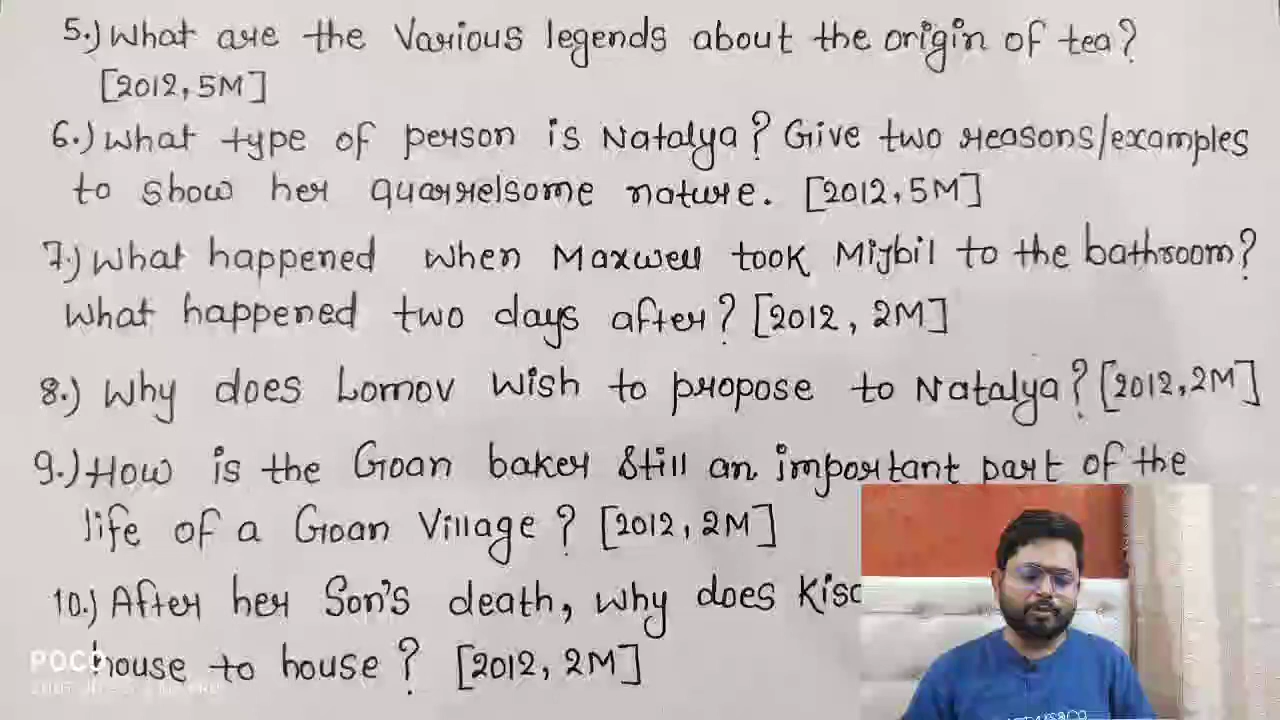 5.) What are the Various legends about the origin of tea?
[2012, 5M]
6.) What type of person is Natalya? Give two reasons/examples
to show her quarrelsome nature. [2012, 5M]
7.) What happened when Maxwell took Mijbil to the bathroom?
What happened two days after? [2012, 2M]
8.) Why does Lomov wish to propose to Natalya? [2012, 2M]
9.) How is the Goan baker still an important part of the
life of a Goan Village? [2012, 2M]
10.) After her Son's death, why does
house to house? [2012, 2M]
POCO